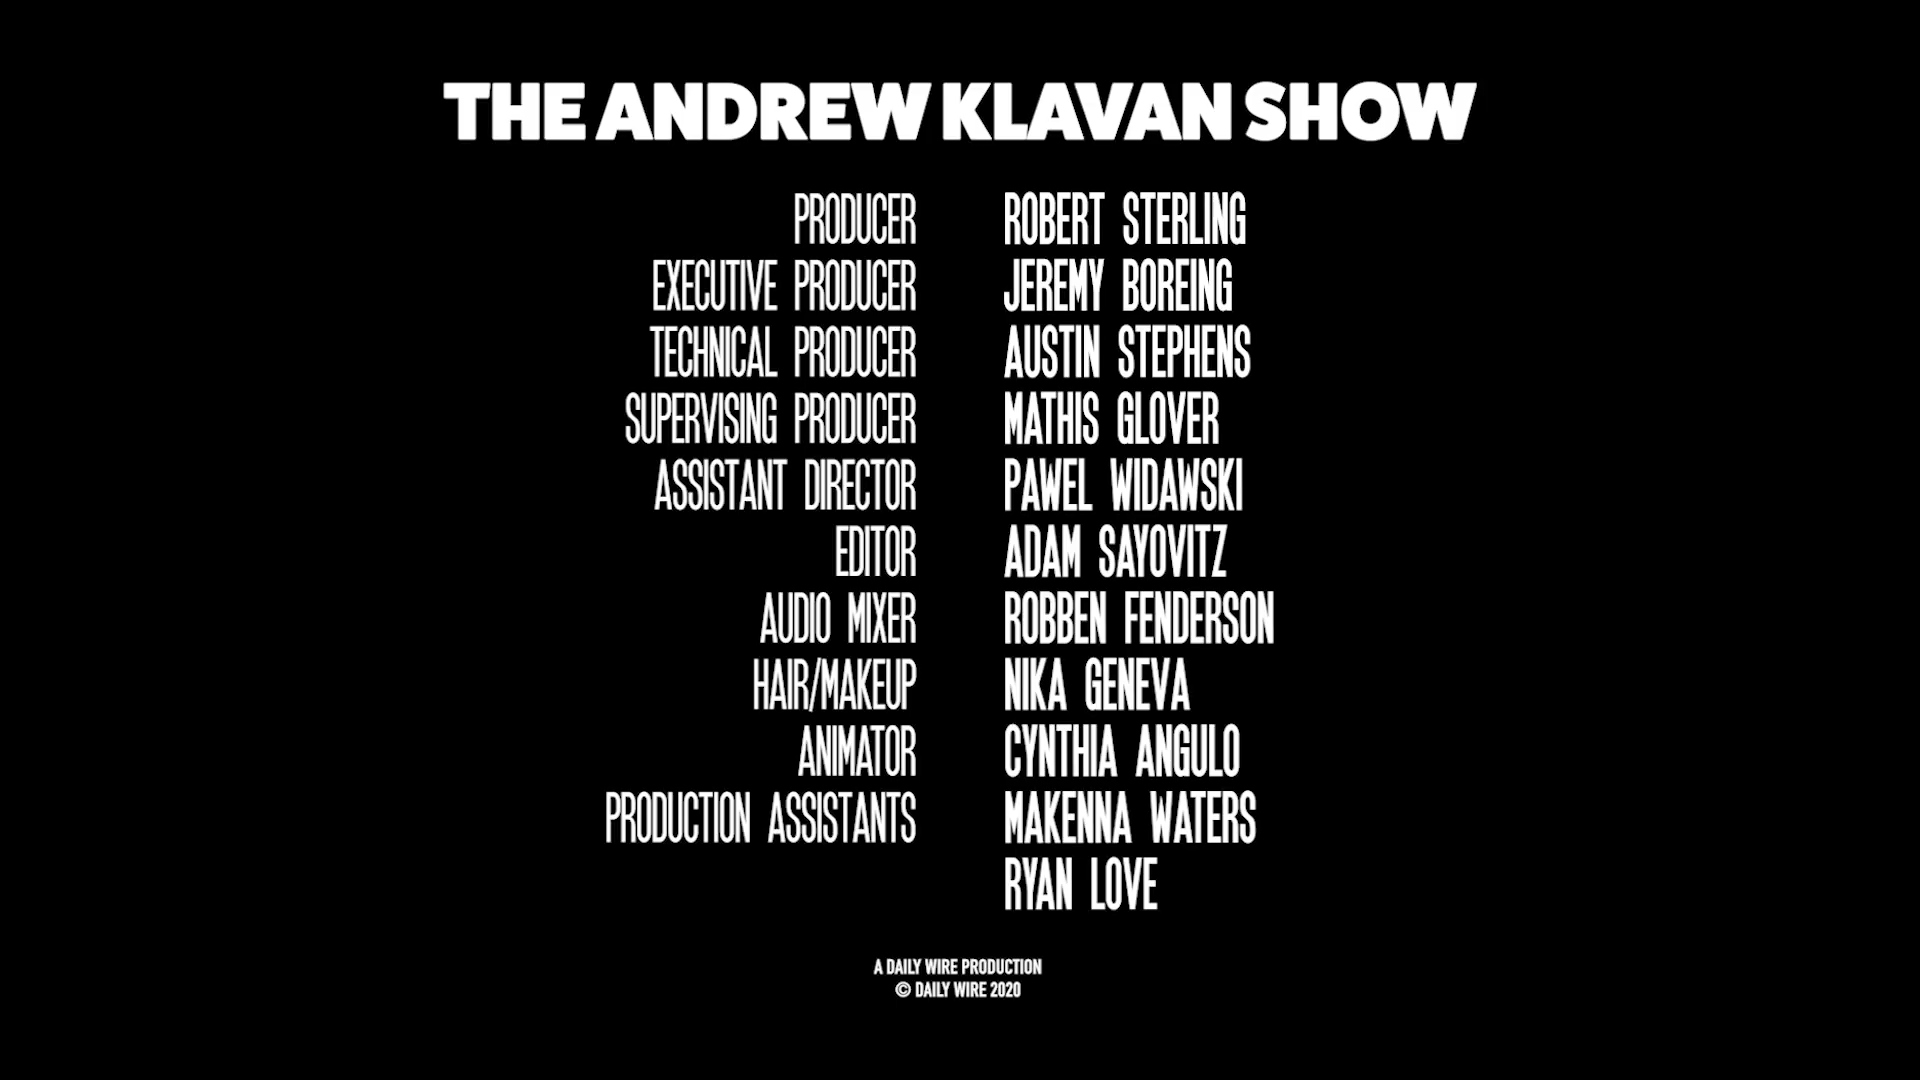 THE ANDREW KLAVAN SHOW
PRODUCER ROBERT STERLING
EXECUTIVE PRODUCER JEREMY BOREING
TECHNICAL PRODUCER AUSTIN STEPHENS
SUPERVISING PRODUCER MATHIS GLOVER
ASSISTANT DIRECTOR PAWEL WIDAWSKI
EDITOR ADAM SAYOVITZ
AUDIO MIXER ROBBEN FENDERSON
HAIR/MAKEUP NIKA GENEVA
ANIMATOR CYNTHIA ANGULO
PRODUCTION ASSISTANTS MAKENNA WATERS
RYAN LOVE
A DAILY WIRE PRODUCTION
© DAILY WIRE 2020